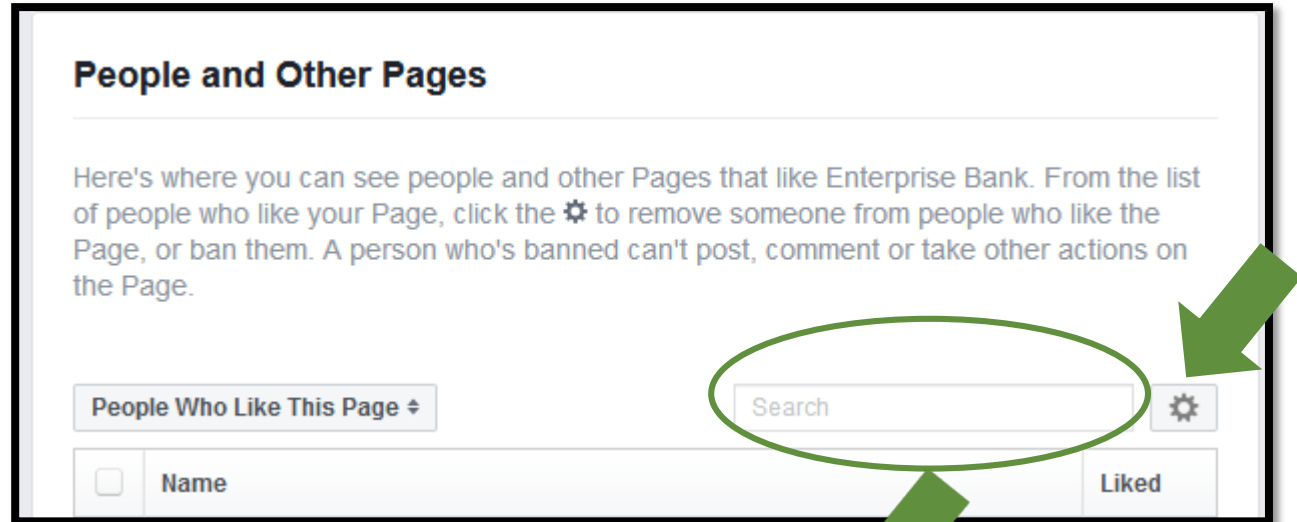 People and Other Pages
Here's where you can see people and other Pages that like Enterprise Bank. From the list
of people who like your Page, click the to remove someone from people who like the
Page, or ban them. A person who's banned can't post, comment or take other actions on
the Page.
People Who Like This Page
Search
Name
Liked